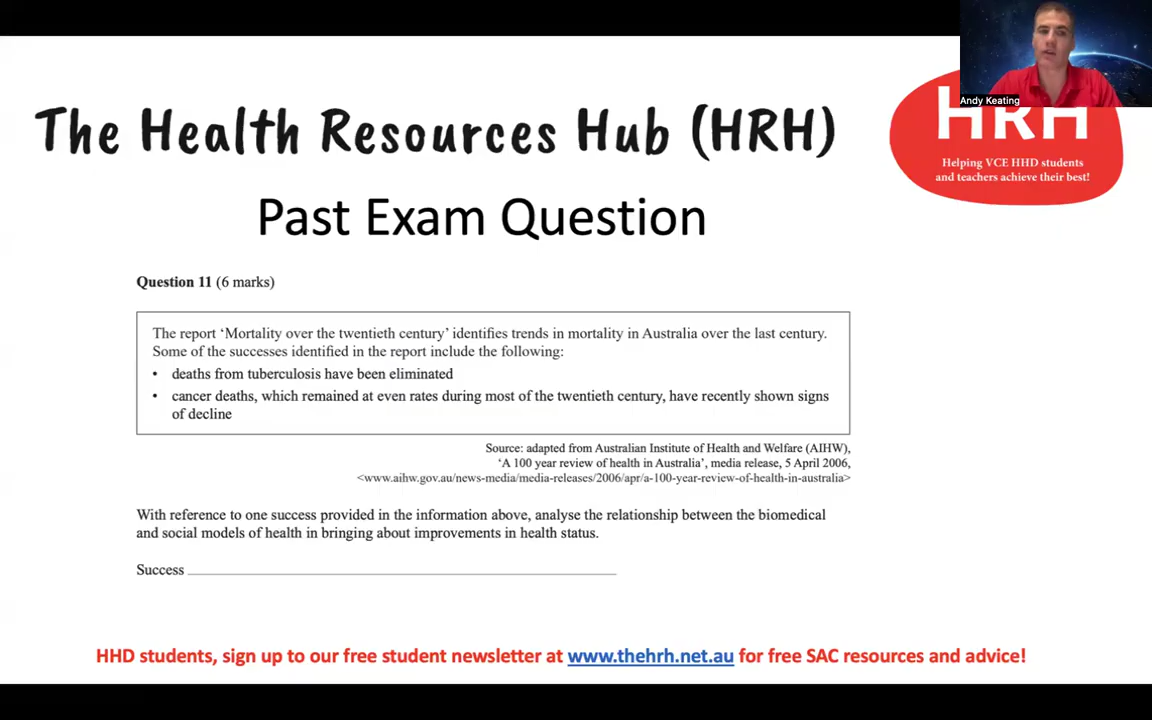 Andy Keating
The Health Resources Hub (HRH)
HRH
Helping VCE HHD students
and teachers achieve their best!
Past Exam Question
Question 11 (6 marks)
The report ‘Mortality over the twentieth century’ identifies trends in mortality in Australia over the last century.
Some of the successes identified in the report include the following:
• deaths from tuberculosis have been eliminated
• cancer deaths, which remained at even rates during most of the twentieth century, have recently shown signs
of decline
Source: adapted from Australian Institute of Health and Welfare (AIHW),
‘A 100 year review of health in Australia’, media release, 5 April 2006,
<www.aihw.gov.au/news-media/media-releases/2006/apr/a-100-year-review-of-health-in-australia>
With reference to one success provided in the information above, analyse the relationship between the biomedical
and social models of health in bringing about improvements in health status.
Success
HHD students, sign up to our free student newsletter at www.thehrh.net.au for free SAC resources and advice!